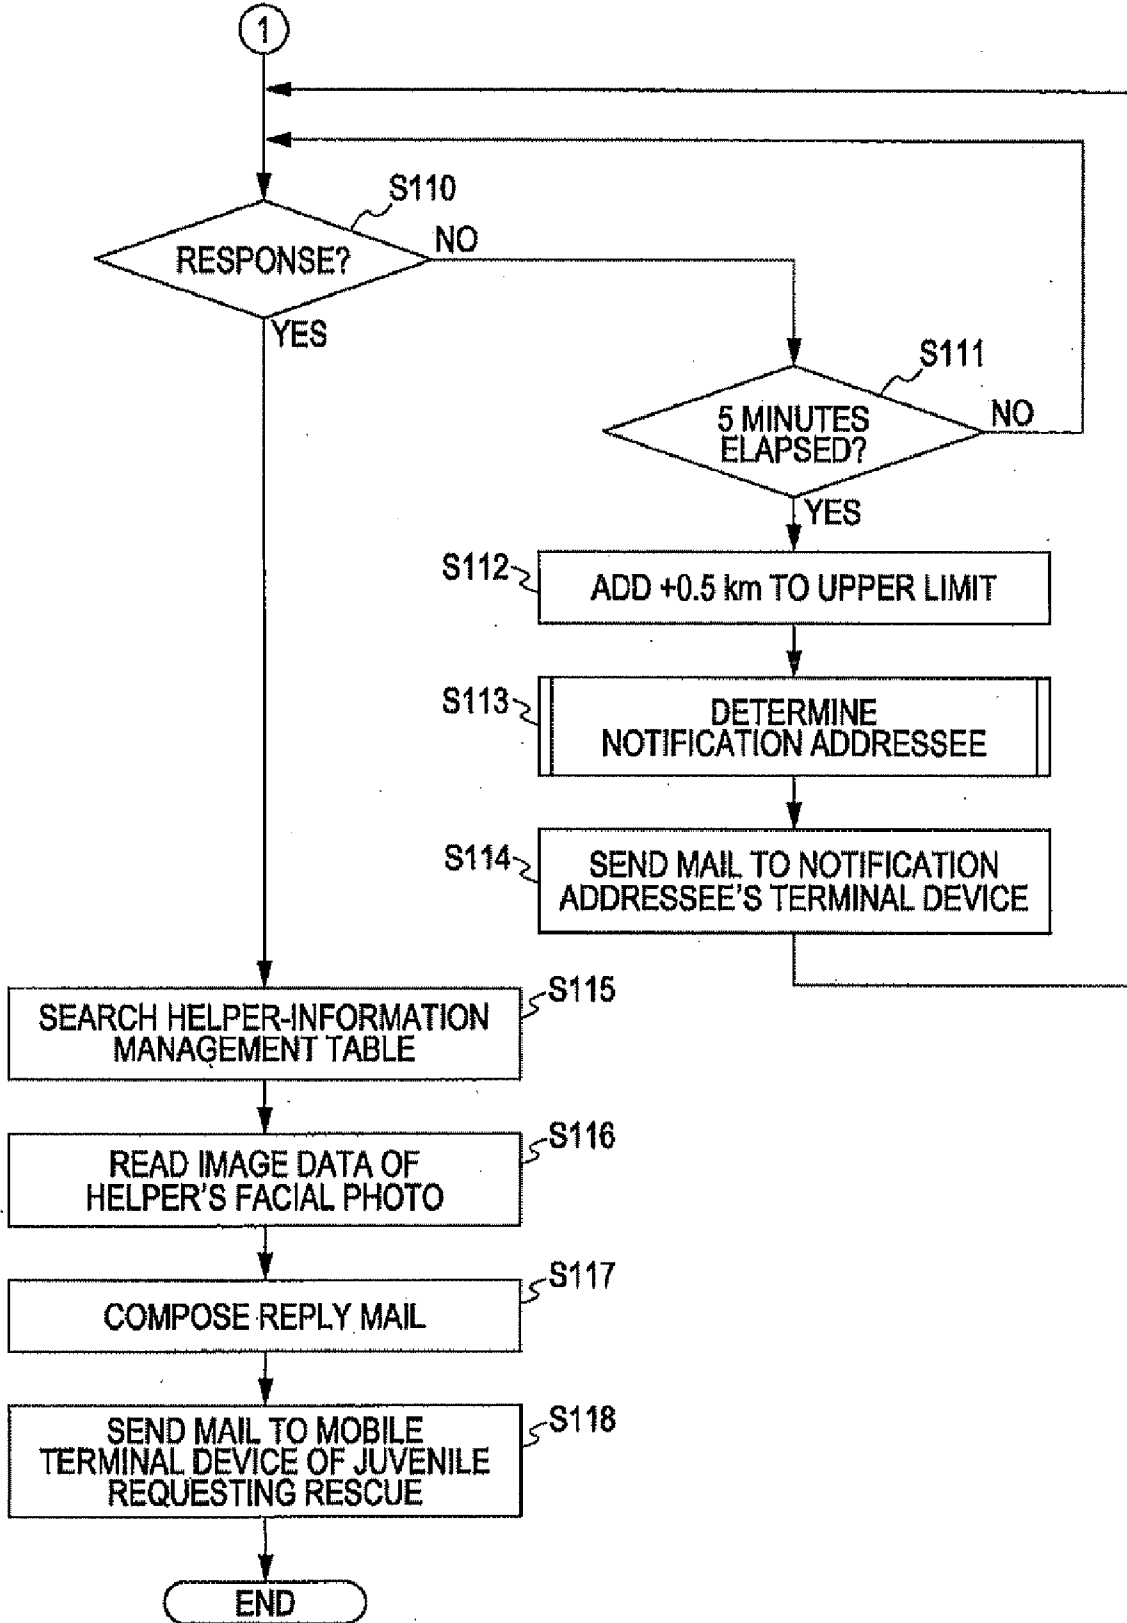 1
S110
RESPONSE?
NO
YES
S111
5 MINUTES
ELAPSED?
NO
YES
S112
ADD +0.5 km TO UPPER LIMIT
S113
DETERMINE
NOTIFICATION ADDRESSEE
S114
SEND MAIL TO NOTIFICATION
ADDRESSEE'S TERMINAL DEVICE
S115
SEARCH HELPER-INFORMATION
MANAGEMENT TABLE
S116
READ IMAGE DATA OF
HELPER'S FACIAL PHOTO
S117
COMPOSE REPLY MAIL
S118
SEND MAIL TO MOBILE
TERMINAL DEVICE OF JUVENILE
REQUESTING RESCUE
END